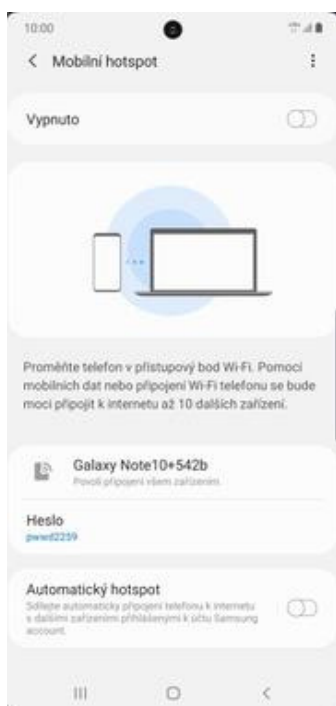 10:00
Mobilní hotspot
Vypnuto
Proměňte telefon v přístupový bod Wi-Fi. Pomocí
mobilních dat nebo připojení Wi-Fi telefonu se bude
moci připojit k internetu až 10 dalších zařízení.
Galaxy Note10+542b
Povolí připojení všem zařízením.
Heslo
pwwd2259
Automatický hotspot
Sdílejte automaticky připojení telefonu k internetu
s dalšími zařízeními přihlášenými k účtu Samsung
account.